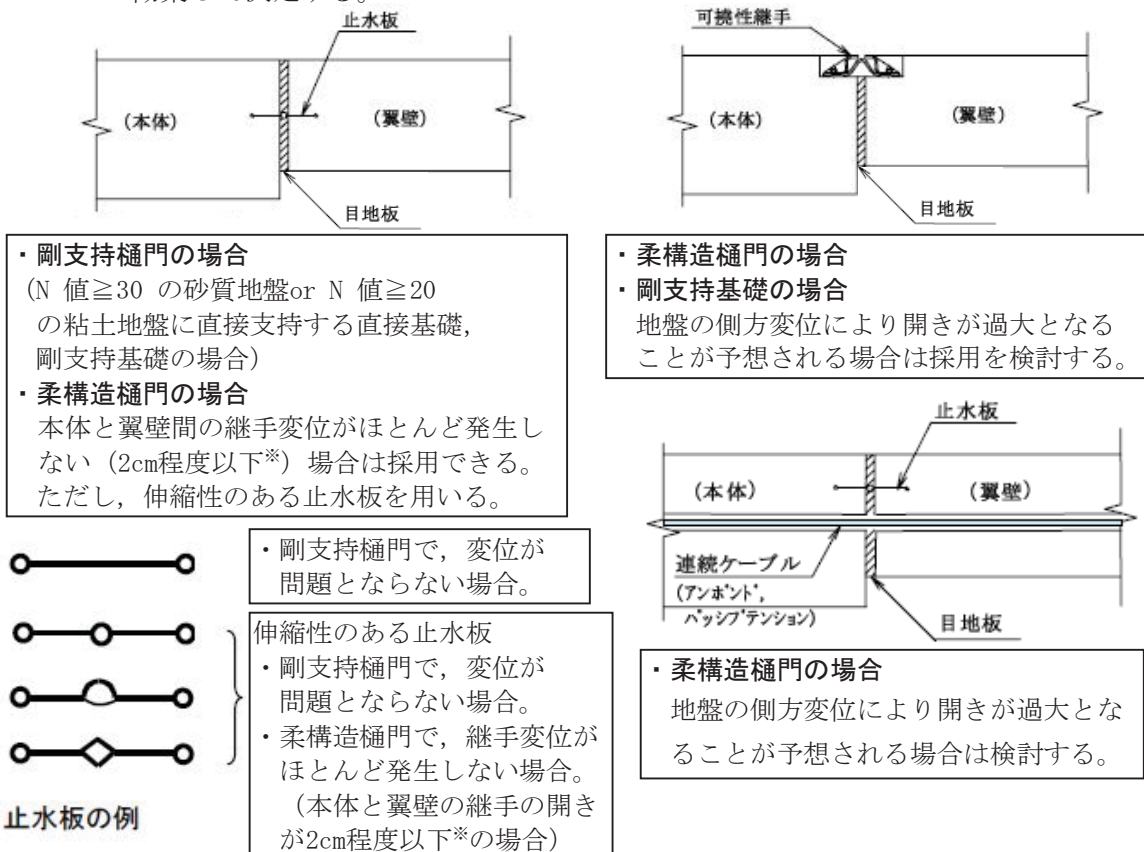 止水板
(本体)
(翼壁)
目地板
・剛支持樋門の場合
(N 値≧30 の砂質地盤or N 値≧20
の粘土地盤に直接支持する直接基礎,
剛支持基礎の場合)
・柔構造樋門の場合
本体と翼壁間の継手変位がほとんど発生し
ない (2cm程度以下※) 場合は採用できる。
ただし, 伸縮性のある止水板を用いる。
・剛支持樋門で, 変位が
問題とならない場合。
伸縮性のある止水板
・剛支持樋門で, 変位が
問題とならない場合。
・柔構造樋門で, 継手変位が
ほとんど発生しない場合。
(本体と翼壁の継手の開き
が2cm程度以下※の場合)
止水板の例
可撓性継手
(本体)
(翼壁)
目地板
・柔構造樋門の場合
・剛支持基礎の場合
地盤の側方変位により開きが過大となる
ことが予想される場合は採用を検討する。
止水板
(本体)
(翼壁)
連続ケーブル
(アンボンド,
パッシブテンション)
目地板
・柔構造樋門の場合
地盤の側方変位により開きが過大とな
ることが予想される場合は検討する。